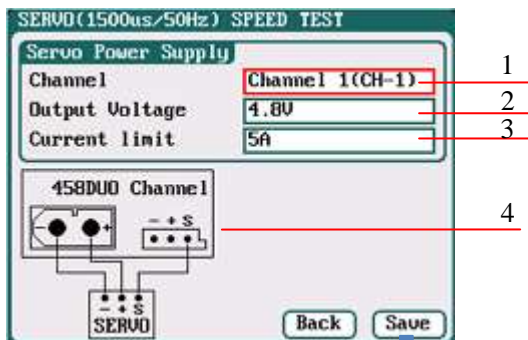 SERVO(1500us/50Hz) SPEED TEST
Servo Power Supply
Channel Channel 1(CH-1) 1
Output Voltage 4.8V 2
Current limit 5A 3
458DUO Channel
- + S
- + 4
- + S
SERVO
Back Save